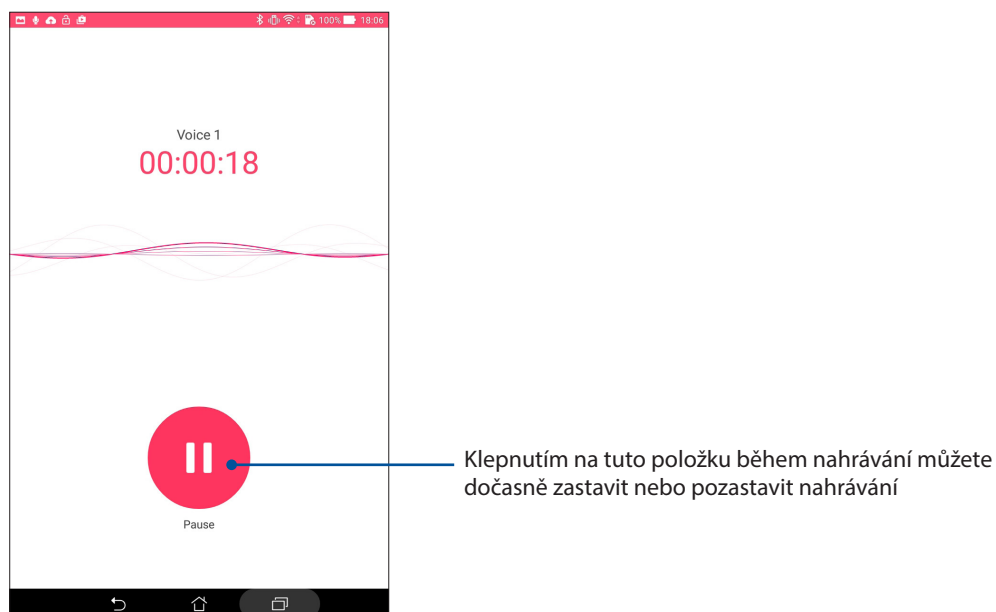 100% 18:06
Voice 1
00:00:18
Klepnutím na tuto položku během nahrávání můžete
dočasně zastavit nebo pozastavit nahrávání
Pause